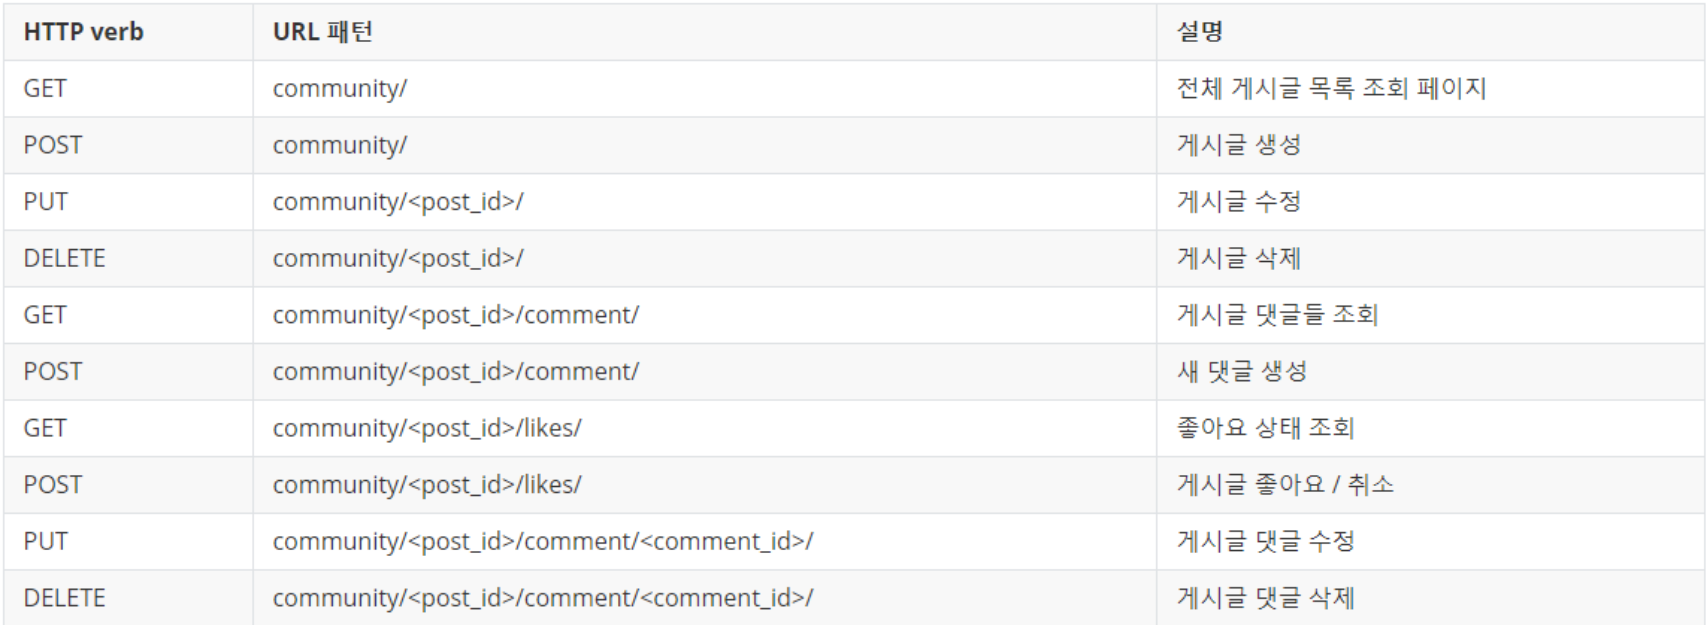 HTTP verb URL 패턴 설명
GET community/ 전체 게시글 목록 조회 페이지
POST community/ 게시글 생성
PUT community/<post_id>/ 게시글 수정
DELETE community/<post_id>/ 게시글 삭제
GET community/<post_id>/comment/ 게시글 댓글들 조회
POST community/<post_id>/comment/ 새 댓글 생성
GET community/<post_id>/likes/ 좋아요 상태 조회
POST community/<post_id>/likes/ 게시글 좋아요 / 취소
PUT community/<post_id>/comment/<comment_id>/ 게시글 댓글 수정
DELETE community/<post_id>/comment/<comment_id>/ 게시글 댓글 삭제